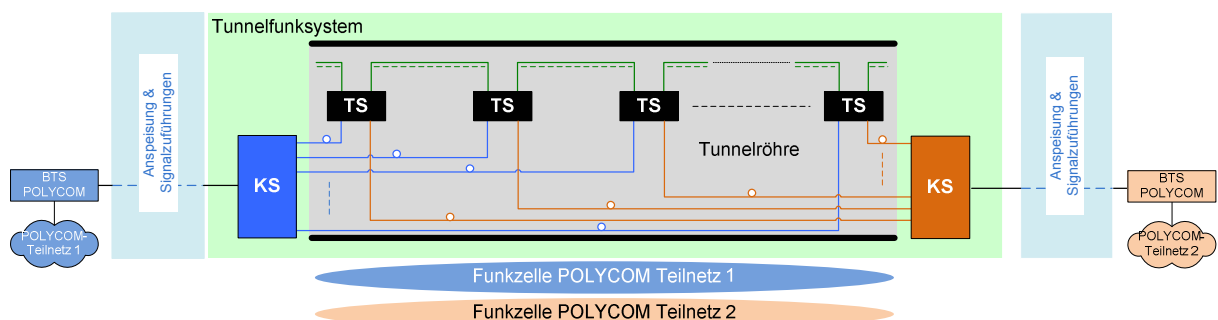 Tunnelfunksystem
Anspeisung &
Signalzuführungen
TS
TS
TS
TS
Anspeisung &
Signalzuführungen
Tunnelröhre
KS
KS
BTS
POLYCOM
BTS
POLYCOM
POLYCOM-
Teilnetz 1
POLYCOM-
Teilnetz 2
Funkzelle POLYCOM Teilnetz 1
Funkzelle POLYCOM Teilnetz 2